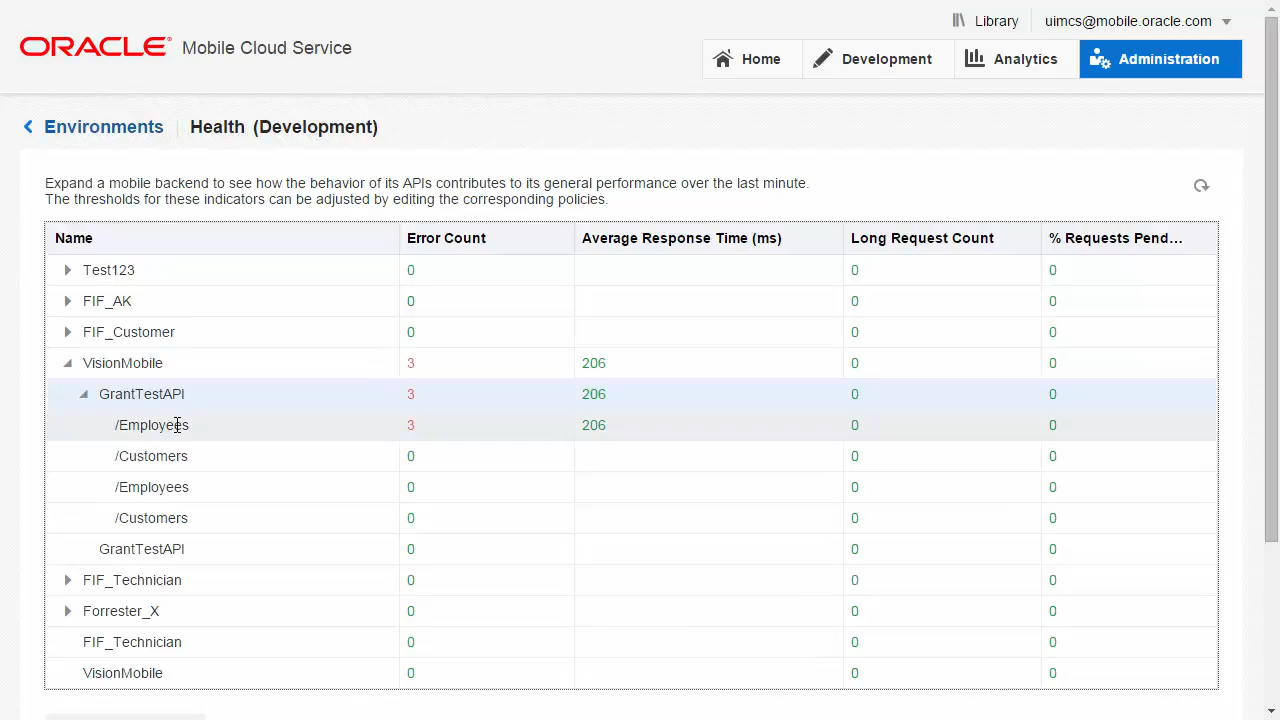 Library
uimcs@mobile.oracle.com
ORACLE Mobile Cloud Service
Home
Development
Analytics
Administration
Environments
Health (Development)
Expand a mobile backend to see how the behavior of its APIs contributes to its general performance over the last minute.
The thresholds for these indicators can be adjusted by editing the corresponding policies.
Name Error Count Average Response Time (ms) Long Request Count % Requests Pend...
Test123 0 0 0
FIF_AK 0 0 0
FIF_Customer 0 0 0
VisionMobile 3 206 0 0
GrantTestAPI 3 206 0 0
/Employees 3 206 0 0
/Customers 0 0 0
/Employees 0 0 0
/Customers 0 0 0
GrantTestAPI 0 0 0
FIF_Technician 0 0 0
Forrester_X 0 0 0
FIF_Technician 0 0 0
VisionMobile 0 0 0